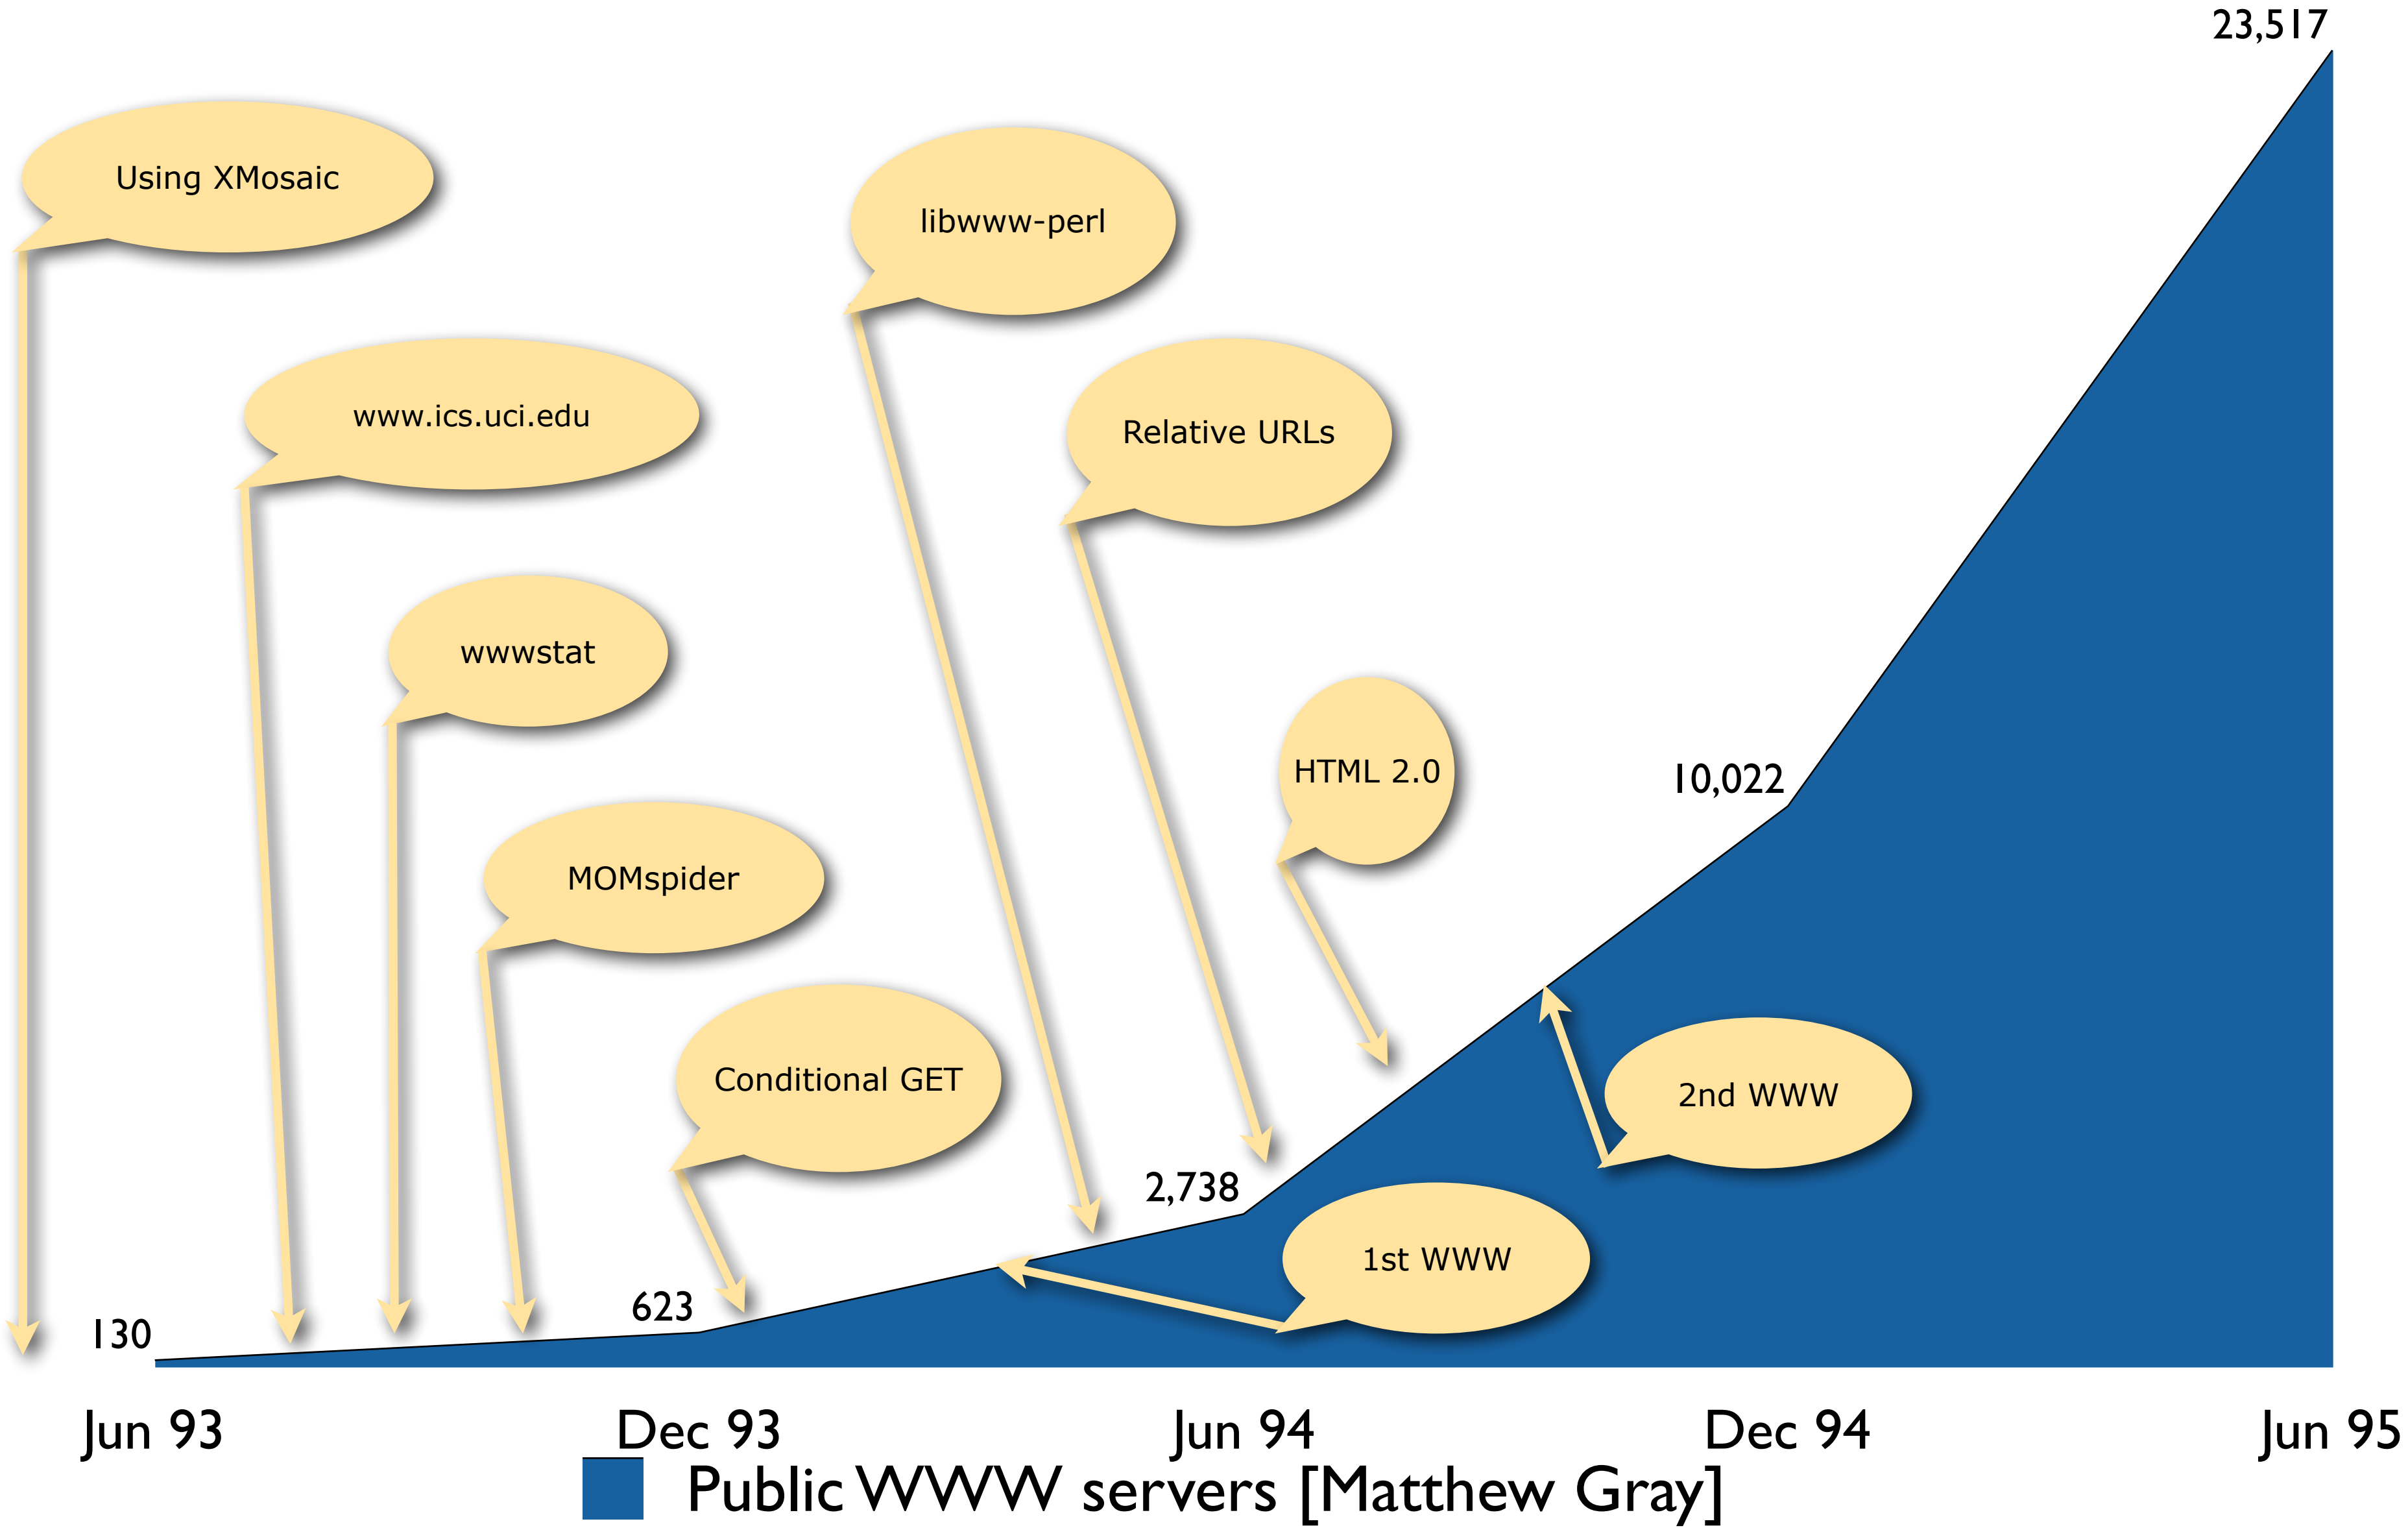 23,517
Using XMosaic
libwww-perl
www.ics.uci.edu
Relative URLs
wwwstat
HTML 2.0
10,022
MOMspider
Conditional GET
2nd WWW
2,738
1st WWW
623
130
Jun 93
Dec 93
Jun 94
Dec 94
Jun 95
Public WWW servers [Matthew Gray]